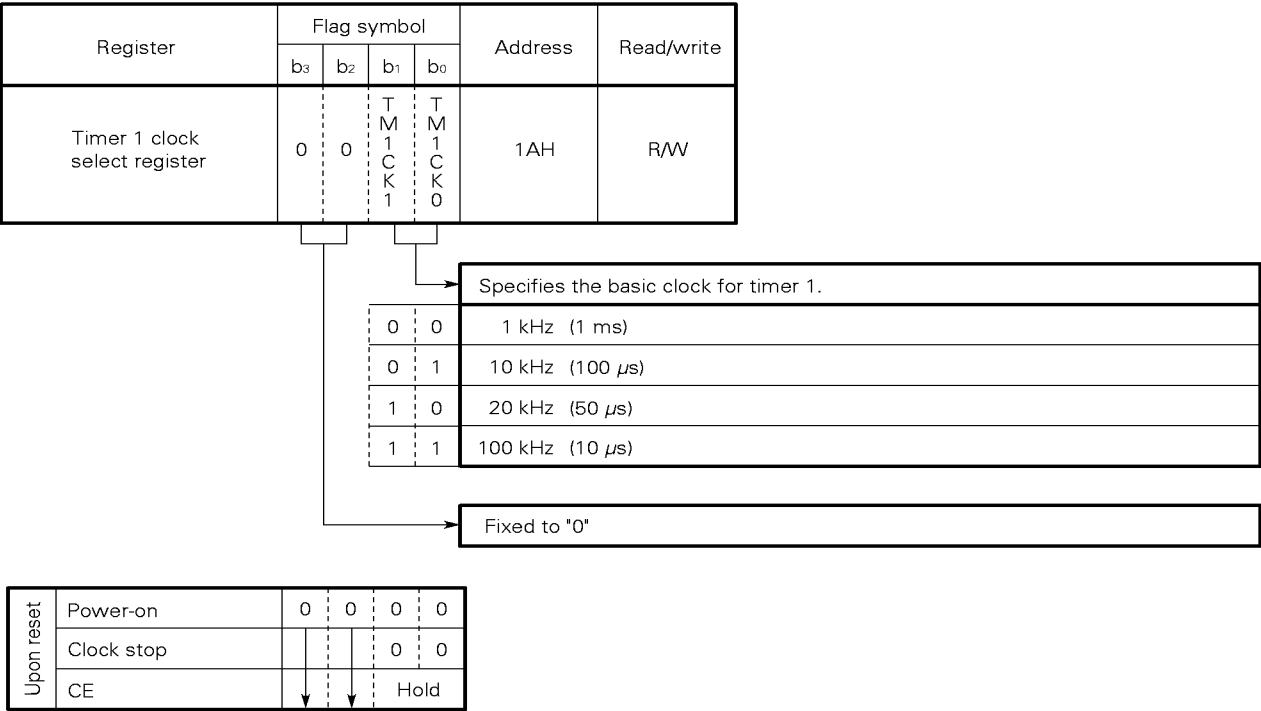 Register Flag symbol Address Read/write
b3 b2 b1 b0
Timer 1 clock select register 0 0 TM1CK1 TM1CK0 1AH R/W
Specifies the basic clock for timer 1.
0 0 1 kHz (1 ms)
0 1 10 kHz (100 μs)
1 0 20 kHz (50 μs)
1 1 100 kHz (10 μs)
Fixed to "0"
Upon reset
Power-on 0 0 0 0
Clock stop 0 0
CE Hold